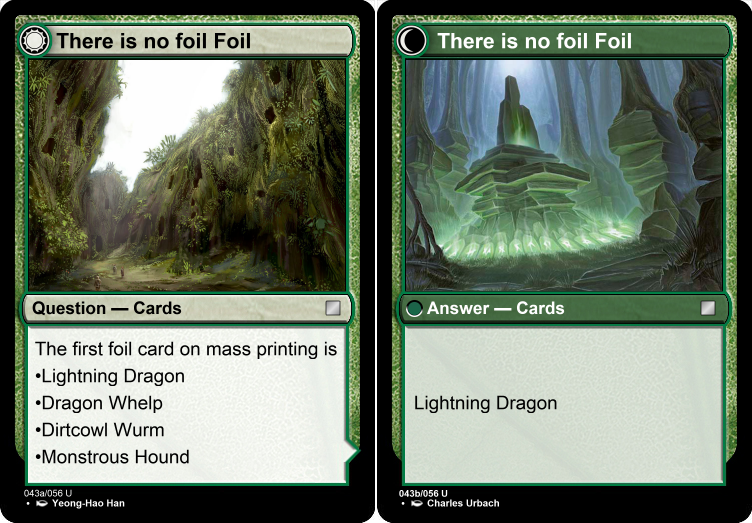 There is no foil Foil
Question — Cards
The first foil card on mass printing is
•Lightning Dragon
•Dragon Whelp
•Dirtcowl Wurm
•Monstrous Hound
043a/056 U
• Yeong-Hao Han
There is no foil Foil
Answer — Cards
Lightning Dragon
043b/056 U
• Charles Urbach